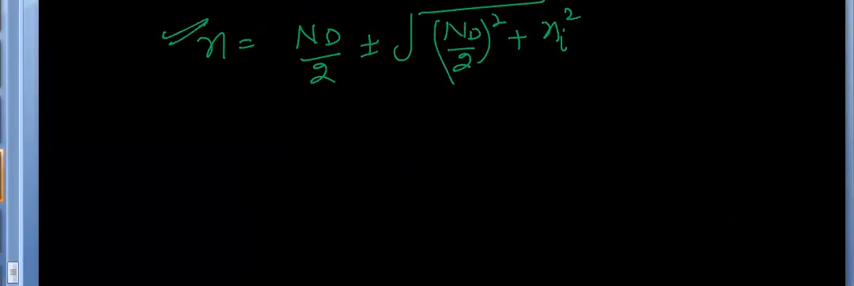 n = ND/2 ± √((ND/2)² + nᵢ²)